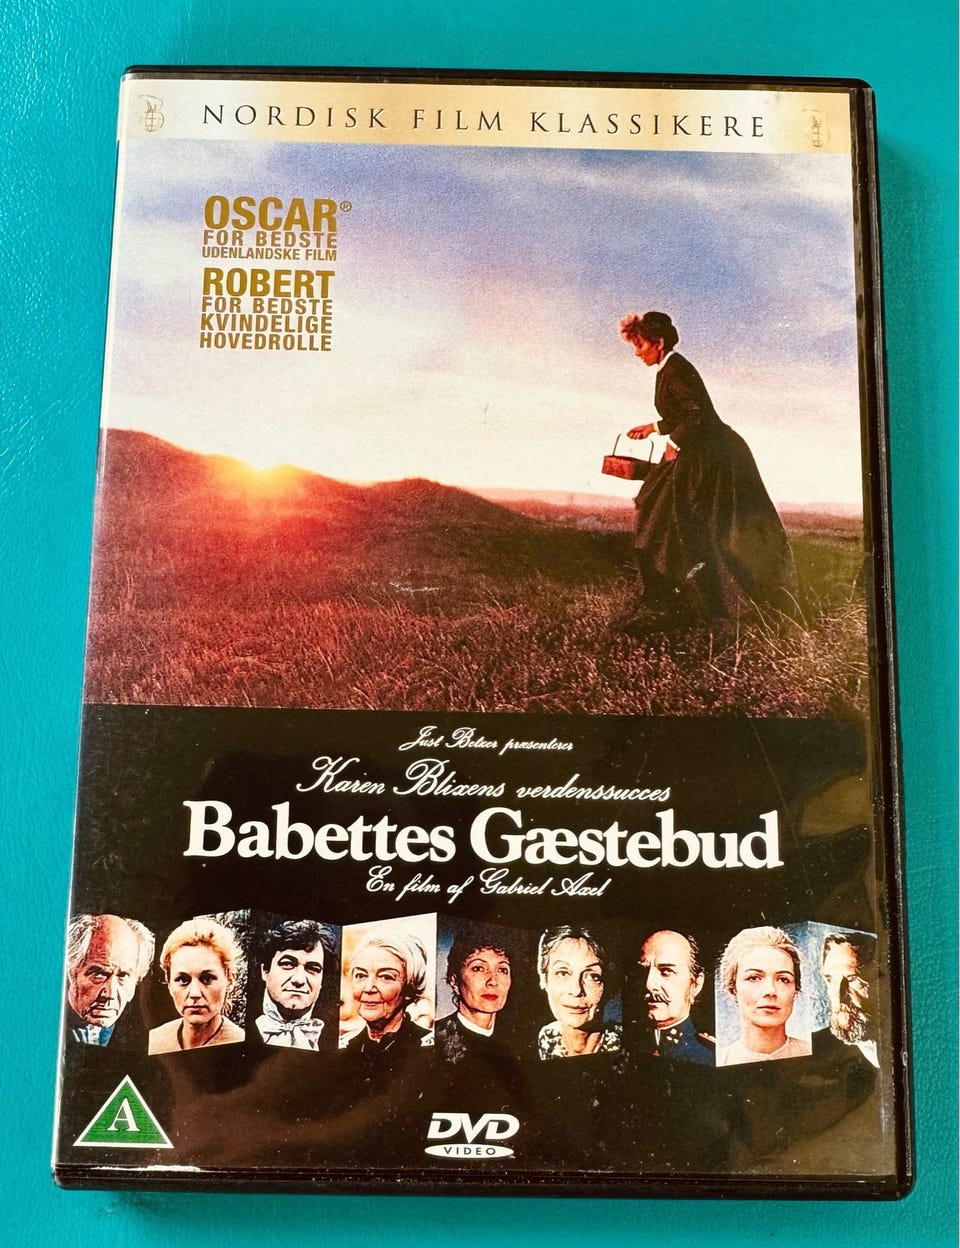 NORDISK FILM KLASSIKERE
OSCAR®
FOR BEDSTE
UDENLANDSKE FILM
ROBERT
FOR BEDSTE
KVINDELIGE
HOVEDROLLE
Just Betzer præsenterer
Karen Blixens verdenssucces
Babettes Gæstebud
En film af Gabriel Axel
A
DVD
VIDEO